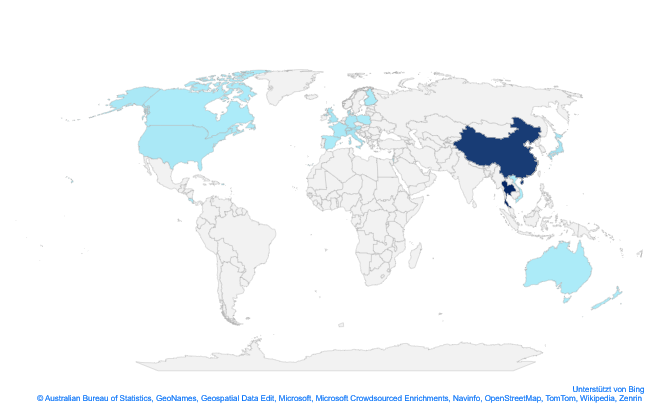 Unterstützt von Bing
© Australian Bureau of Statistics, GeoNames, Geospatial Data Edit, Microsoft, Microsoft Crowdsourced Enrichments, Navinfo, OpenStreetMap, TomTom, Wikipedia, Zenrin